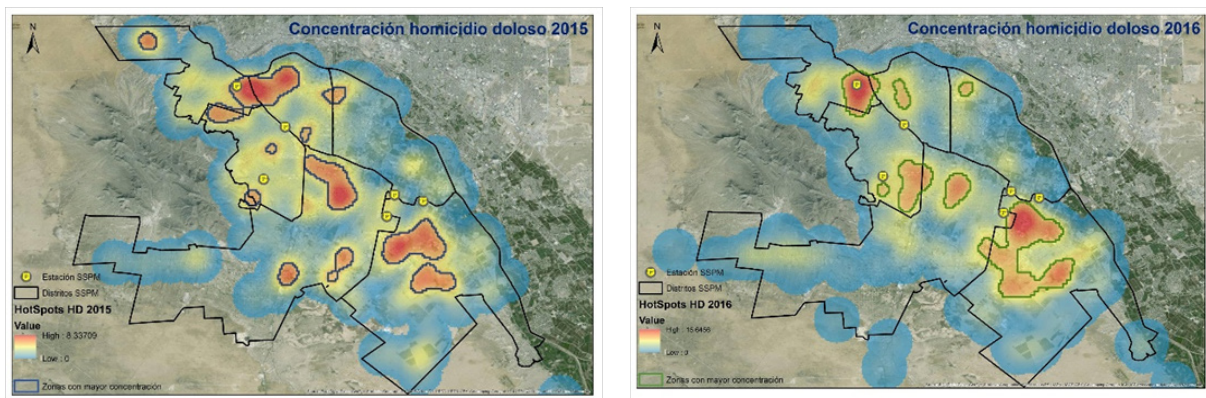 N
Concentración homicidio doloso 2015
Estación SSPM
Distritos SSPM
HotSpots HD 2015
Value
High : 8.33709
Low : 0
Zonas con mayor concentración
N
Concentración homicidio doloso 2016
Estación SSPM
Distritos SSPM
HotSpots HD 2016
Value
High : 15.6456
Low : 0
Zonas con mayor concentración